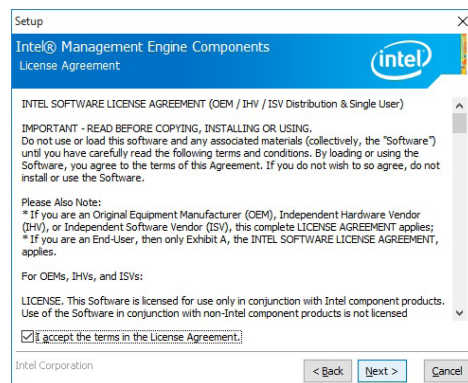 Setup
Intel® Management Engine Components
License Agreement
intel
INTEL SOFTWARE LICENSE AGREEMENT (OEM / IHV / ISV Distribution & Single User)
IMPORTANT - READ BEFORE COPYING, INSTALLING OR USING.
Do not use or load this software and any associated materials (collectively, the "Software")
until you have carefully read the following terms and conditions. By loading or using the
Software, you agree to the terms of this Agreement. If you do not wish to so agree, do not
install or use the Software.
Please Also Note:
* If you are an Original Equipment Manufacturer (OEM), Independent Hardware Vendor
(IHV), or Independent Software Vendor (ISV), this complete LICENSE AGREEMENT applies;
* If you are an End-User, then only Exhibit A, the INTEL SOFTWARE LICENSE AGREEMENT,
applies.
For OEMs, IHVs, and ISVs:
LICENSE. This Software is licensed for use only in conjunction with Intel component products.
Use of the Software in conjunction with non-Intel component products is not licensed
I accept the terms in the License Agreement.
Intel Corporation
< Back
Next >
Cancel